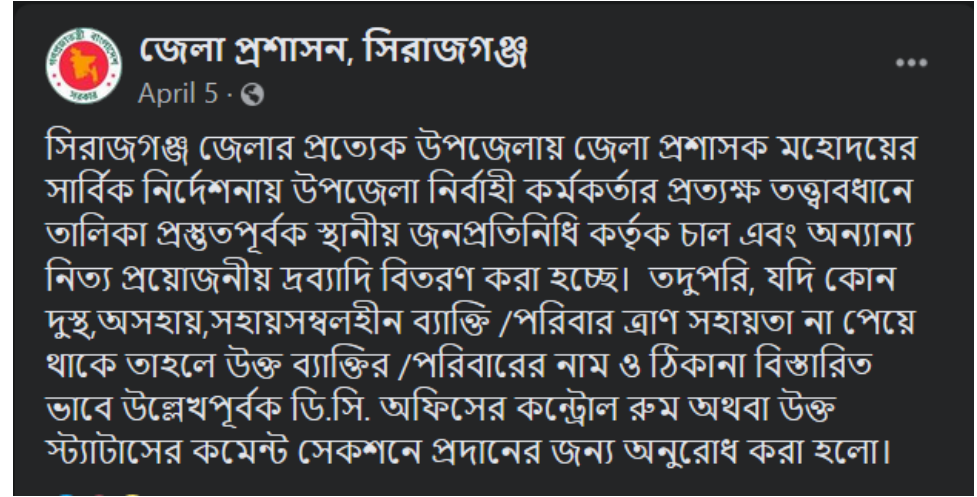 জেলা প্রশাসন, সিরাজগঞ্জ
April 5 ·
সিরাজগঞ্জ জেলার প্রত্যেক উপজেলায় জেলা প্রশাসক মহোদয়ের
সার্বিক নির্দেশনায় উপজেলা নির্বাহী কর্মকর্তার প্রত্যক্ষ তত্ত্বাবধানে
তালিকা প্রস্তুতপূর্বক স্থানীয় জনপ্রতিনিধি কর্তৃক চাল এবং অন্যান্য
নিত্য প্রয়োজনীয় দ্রব্যাদি বিতরণ করা হচ্ছে। তদুপরি, যদি কোন
দুস্থ,অসহায়,সহায়সম্বলহীন ব্যাক্তি /পরিবার ত্রাণ সহায়তা না পেয়ে
থাকে তাহলে উক্ত ব্যাক্তির /পরিবারের নাম ও ঠিকানা বিস্তারিত
ভাবে উল্লেখপূর্বক ডি.সি. অফিসের কন্ট্রোল রুম অথবা উক্ত
স্ট্যাটাসের কমেন্ট সেকশনে প্রদানের জন্য অনুরোধ করা হলো।